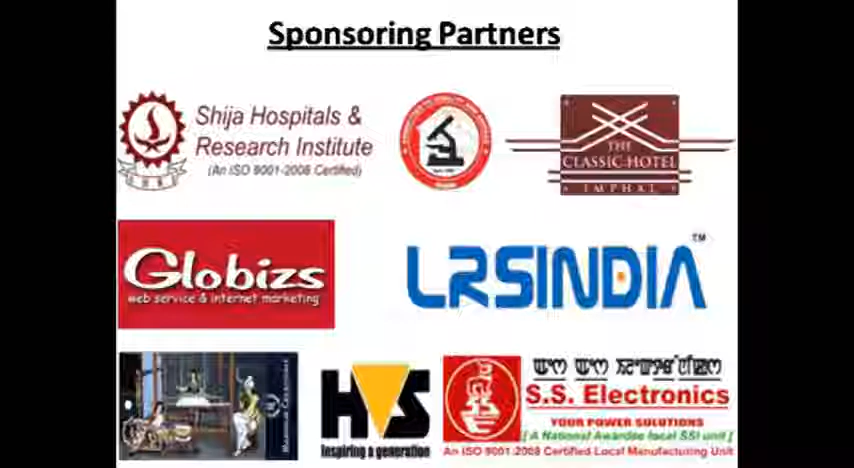 Sponsoring Partners
Shija Hospitals &
Research Institute
(An ISO 9001-2008 Certified)
THE
CLASSIC HOTEL
IMPHAL
Globizs
web service & internet marketing
LRSINDIA
TM
HVS
Inspiring a generation
S.S. Electronics
YOUR POWER SOLUTIONS
[ A National Awardee local SSI unit ]
An ISO 9001:2008 Certified Local Manufacturing Unit